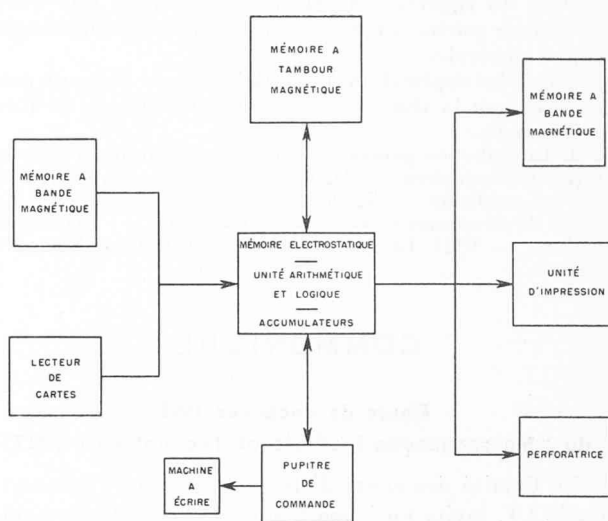 MÉMOIRE A
TAMBOUR
MAGNÉTIQUE
MÉMOIRE A
BANDE
MAGNÉTIQUE
MÉMOIRE A
BANDE
MAGNÉTIQUE
MÉMOIRE ELECTROSTATIQUE
UNITÉ ARITHMÉTIQUE
ET LOGIQUE
ACCUMULATEURS
UNITÉ
D'IMPRESSION
LECTEUR
DE
CARTES
MACHINE
A
ÉCRIRE
PUPITRE
DE
COMMANDE
PERFORATRICE